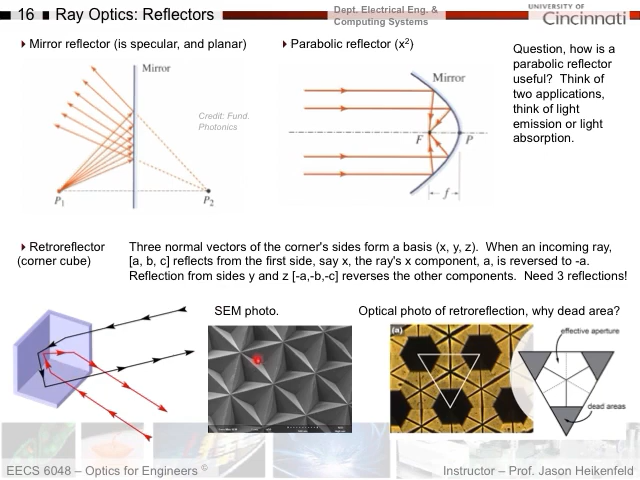 16 Ray Optics: Reflectors
Dept. Electrical Eng. &
Computing Systems
UNIVERSITY OF
Cincinnati
Mirror reflector (is specular, and planar)
Parabolic reflector (x²)
Question, how is a
parabolic reflector
useful? Think of
two applications,
think of light
emission or light
absorption.
Mirror
Credit: Fund.
Photonics
P₁
P₂
Mirror
F
P
f
Retroreflector
(corner cube)
Three normal vectors of the corner's sides form a basis (x, y, z). When an incoming ray,
[a, b, c] reflects from the first side, say x, the ray's x component, a, is reversed to -a.
Reflection from sides y and z [-a,-b,-c] reverses the other components. Need 3 reflections!
SEM photo.
Optical photo of retroreflection, why dead area?
(a)
effective aperture
dead areas
EECS 6048 – Optics for Engineers ©
Instructor – Prof. Jason Heikenfeld